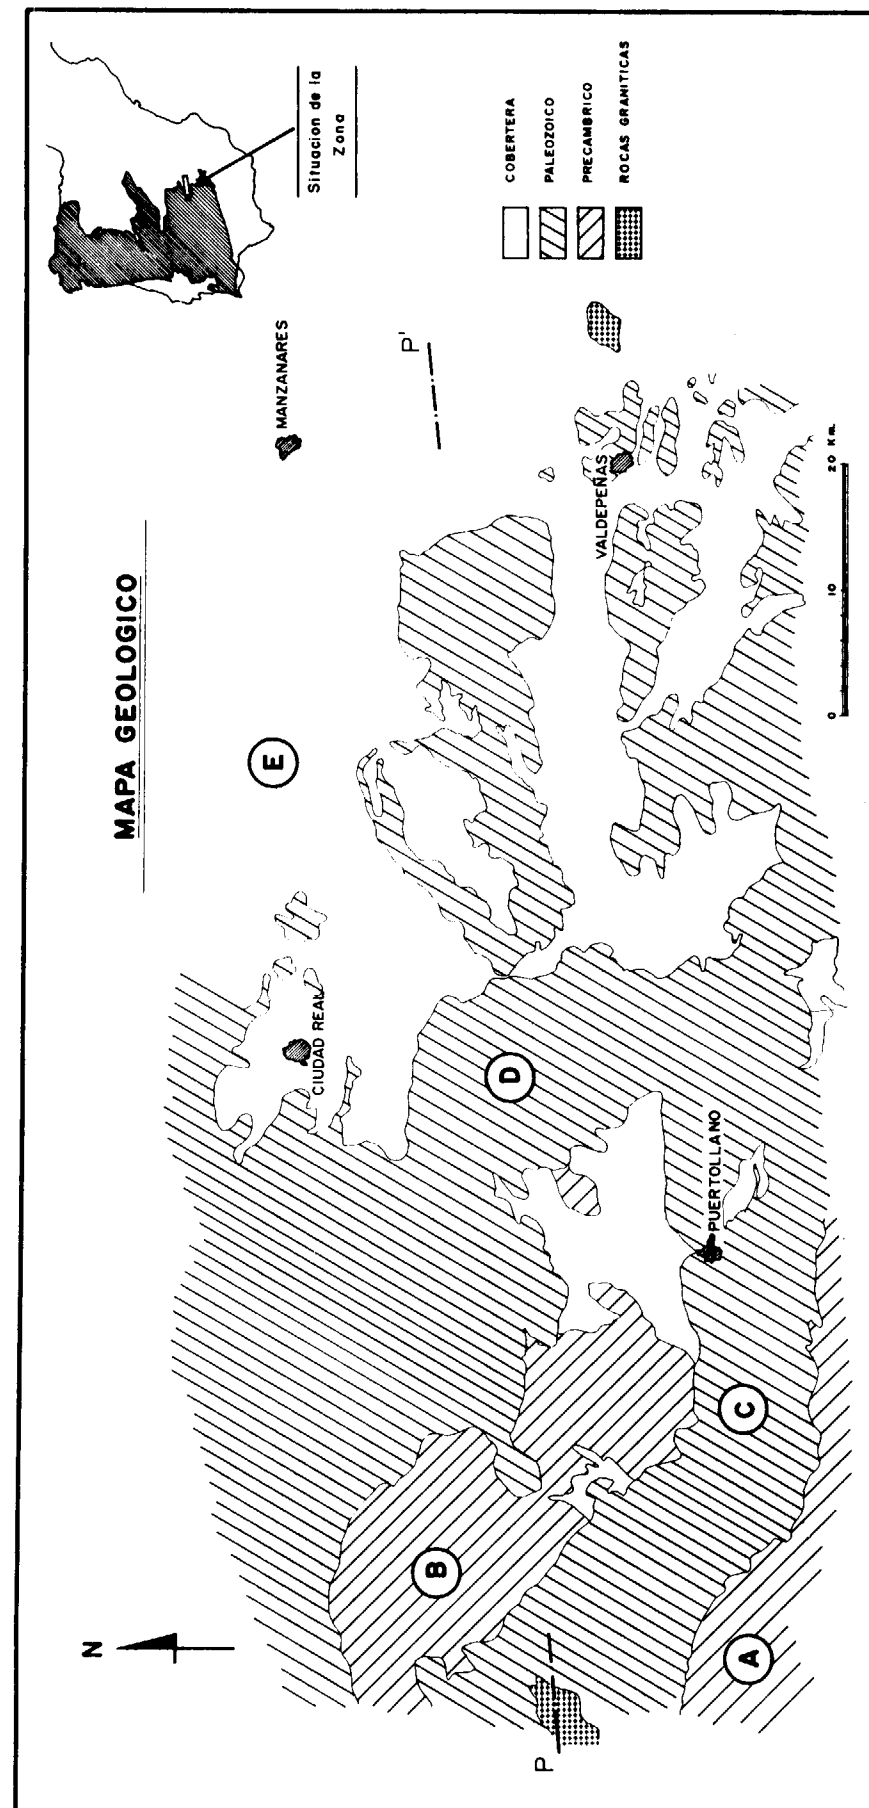 MAPA GEOLOGICO
N
Situacion de la
Zona
COBERTERA
PALEOZOICO
PRECAMBRICO
ROCAS GRANITICAS
MANZANARES
P'
E
CIUDAD REAL
VALDEPEÑAS
D
B
PUERTOLLANO
C
A
P
0 10 20 Km.